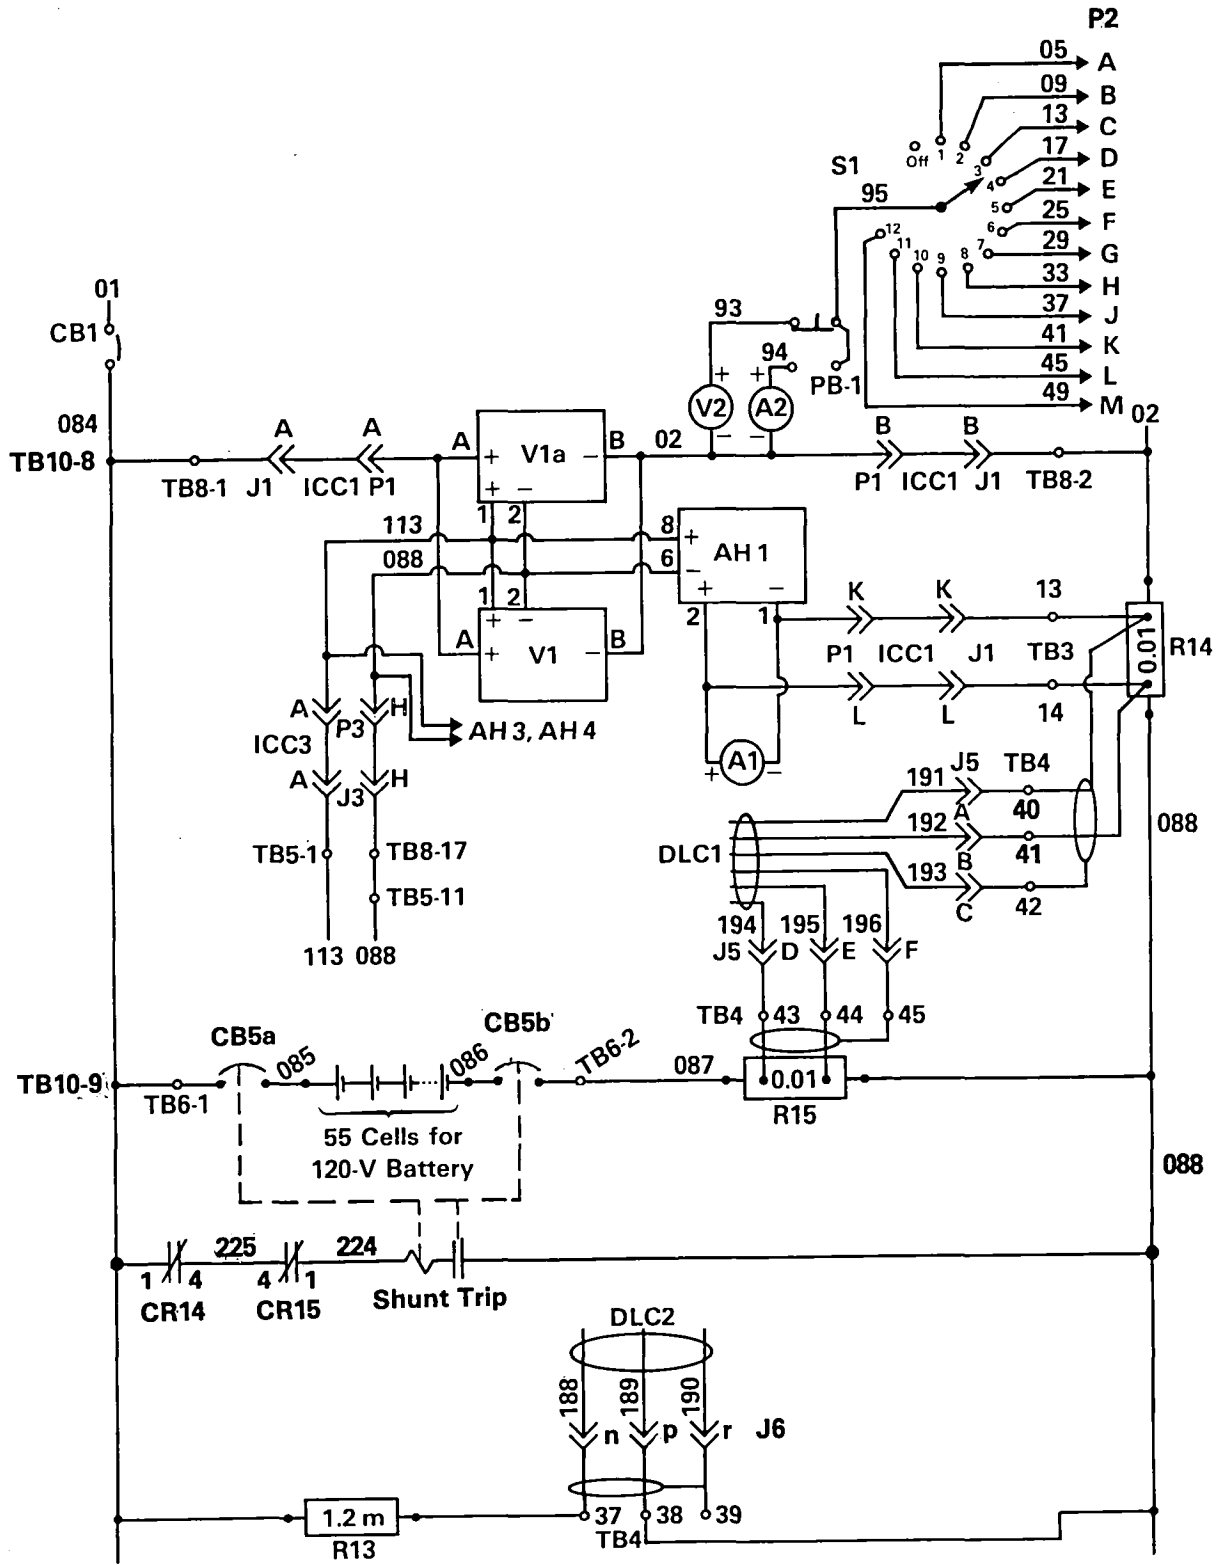 P2
05 A
09 B
13 C
17 D
21 E
25 F
29 G
33 H
37 J
41 K
45 L
49 M
Off 1 2 3 4 5 6 7 8 9 10 11 12
S1
95
01
CB1
93
94
PB-1
+ +
V2 A2
− −
084
TB10-8
A A A
V1a
+ −
+ −
B 02
B B
02
TB8-1 J1 ICC1 P1
P1 ICC1 J1 TB8-2
1 2
113
088
8 +
6 −
AH 1
+ −
2 1
1 2
+ −
A + V1 − B
K K 13
P1 ICC1 J1 TB3
L L 14
0.01
R14
A P3 H
ICC3
AH 3, AH 4
A J3 H
+ A1 −
TB5-1
TB8-17
TB5-11
113 088
DLC1
191 J5 TB4
A 40
192
B 41
193
C 42
088
194 195 196
J5 D E F
TB4 43 44 45
CB5a
CB5b
TB10-9
TB6-1
085
086
TB6-2
087
0.01
R15
55 Cells for
120-V Battery
088
225 224
1 4 4 1
CR14 CR15
Shunt Trip
DLC2
188 189 190
n p r J6
1.2 m
R13
37 38 39
TB4